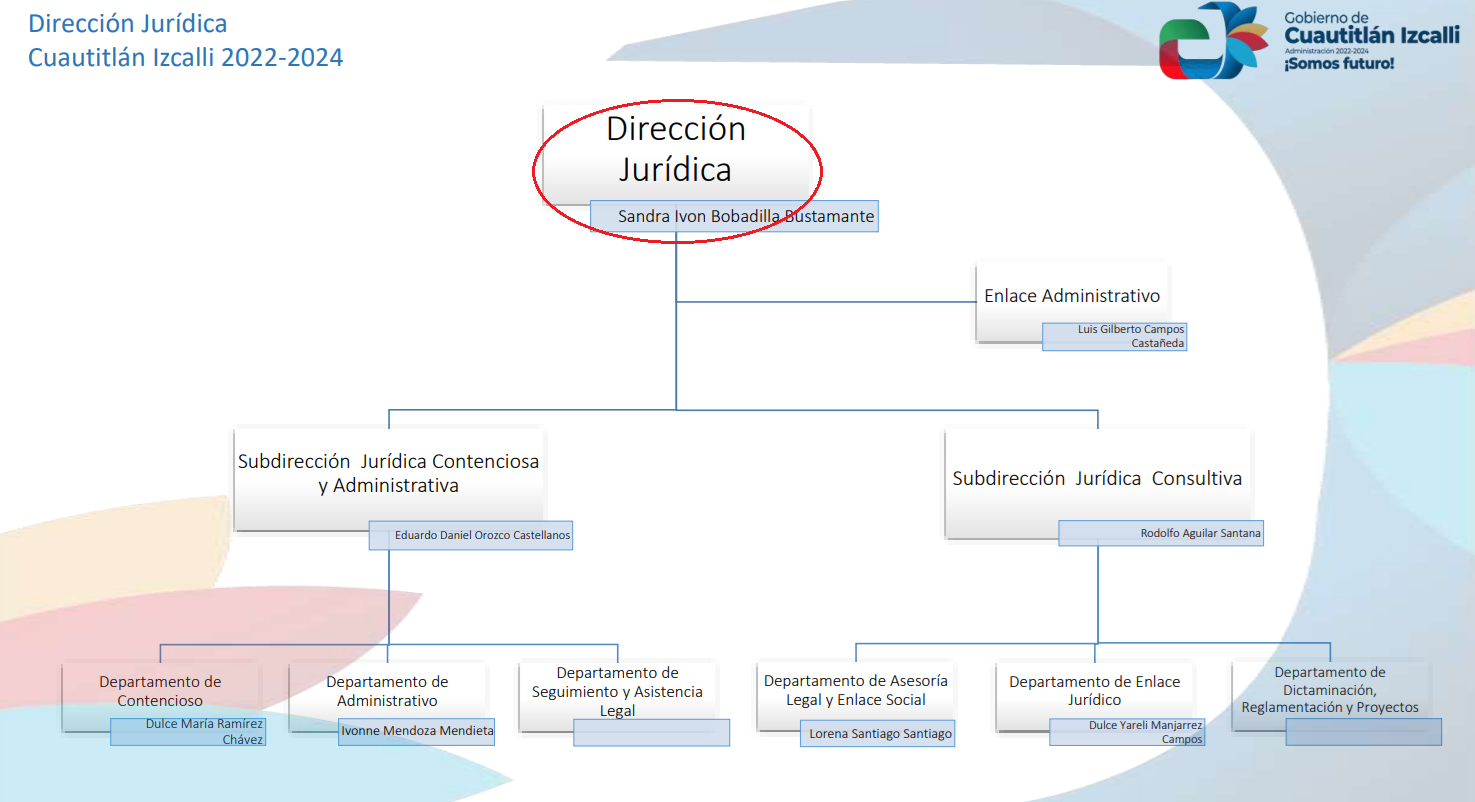 Dirección Jurídica
Cuautitlán Izcalli 2022-2024
Gobierno de
Cuautitlán Izcalli
Administración 2022-2024
¡Somos futuro!
Dirección
Jurídica
Sandra Ivon Bobadilla Bustamante
Enlace Administrativo
Luis Gilberto Campos
Castañeda
Subdirección Jurídica Contenciosa
y Administrativa
Eduardo Daniel Orozco Castellanos
Subdirección Jurídica Consultiva
Rodolfo Aguilar Santana
Departamento de
Contencioso
Dulce María Ramírez
Chávez
Departamento de
Administrativo
Ivonne Mendoza Mendieta
Departamento de
Seguimiento y Asistencia
Legal
Departamento de Asesoría
Legal y Enlace Social
Lorena Santiago Santiago
Departamento de Enlace
Jurídico
Dulce Yareli Manjarrez
Campos
Departamento de
Dictaminación,
Reglamentación y Proyectos